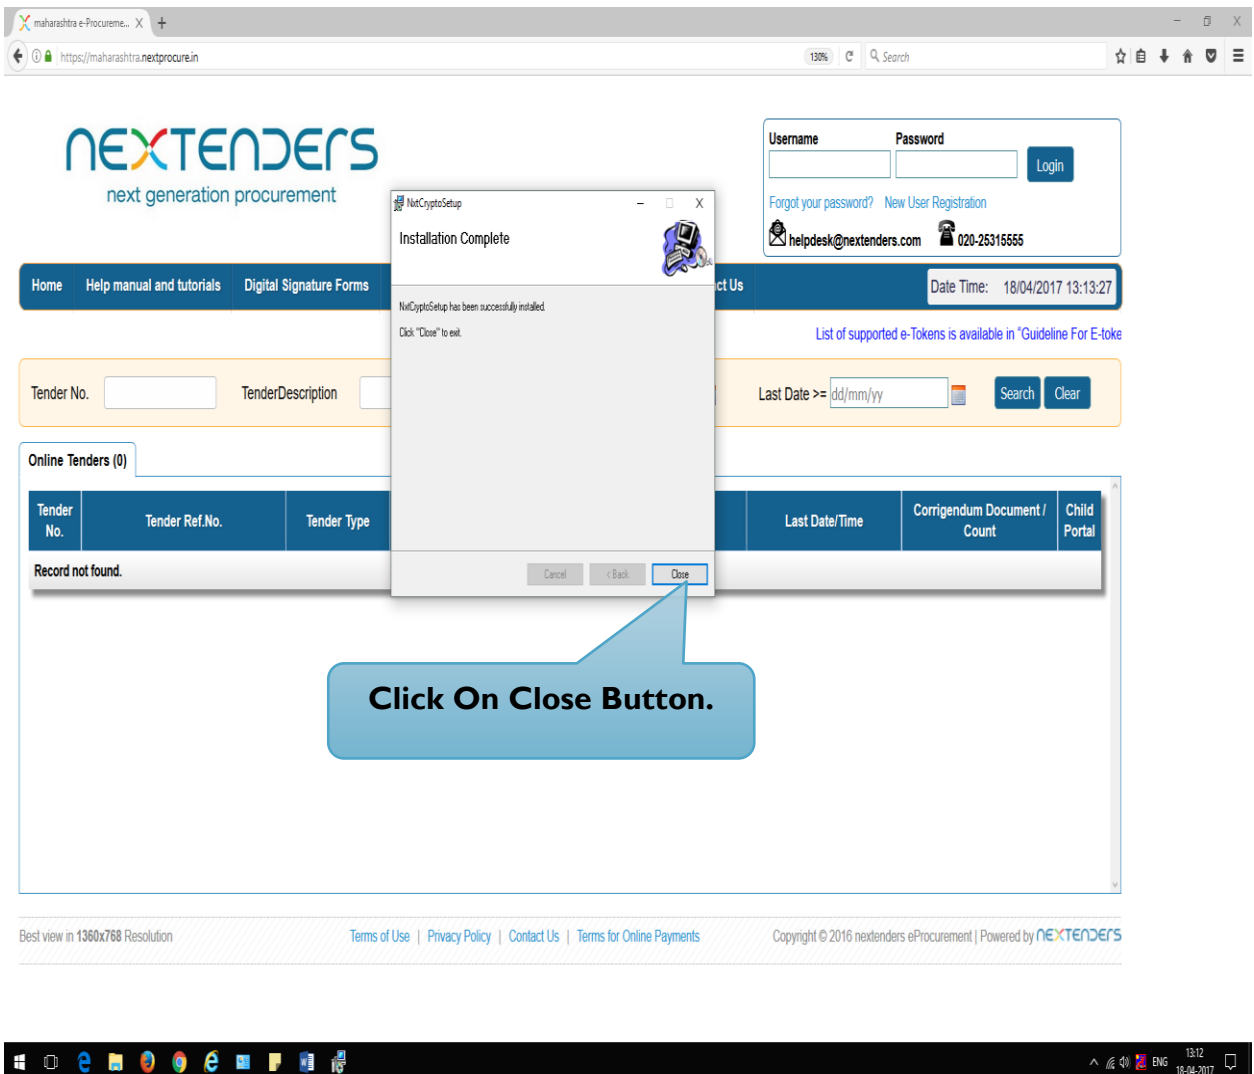 maharashtra e-Procureme...
https://maharashtra.nextprocure.in
130%
Search
NEXTENDERS
next generation procurement
Username
Password
Login
Forgot your password? New User Registration
helpdesk@nextenders.com 020-25315555
NxtCryptoSetup
Installation Complete
NxtCryptoSetup has been successfully installed.
Click "Close" to exit.
Cancel
< Back
Close
Home
Help manual and tutorials
Digital Signature Forms
ct Us
Date Time: 18/04/2017 13:13:27
List of supported e-Tokens is available in "Guideline For E-toke
Tender No.
TenderDescription
Last Date >=
dd/mm/yy
Search
Clear
Online Tenders (0)
Tender No.
Tender Ref.No.
Tender Type
Last Date/Time
Corrigendum Document / Count
Child Portal
Record not found.
Click On Close Button.
Best view in 1360x768 Resolution
Terms of Use | Privacy Policy | Contact Us | Terms for Online Payments
Copyright © 2016 nextenders eProcurement | Powered by NEXTENDERS
ENG
13:12
18-04-2017